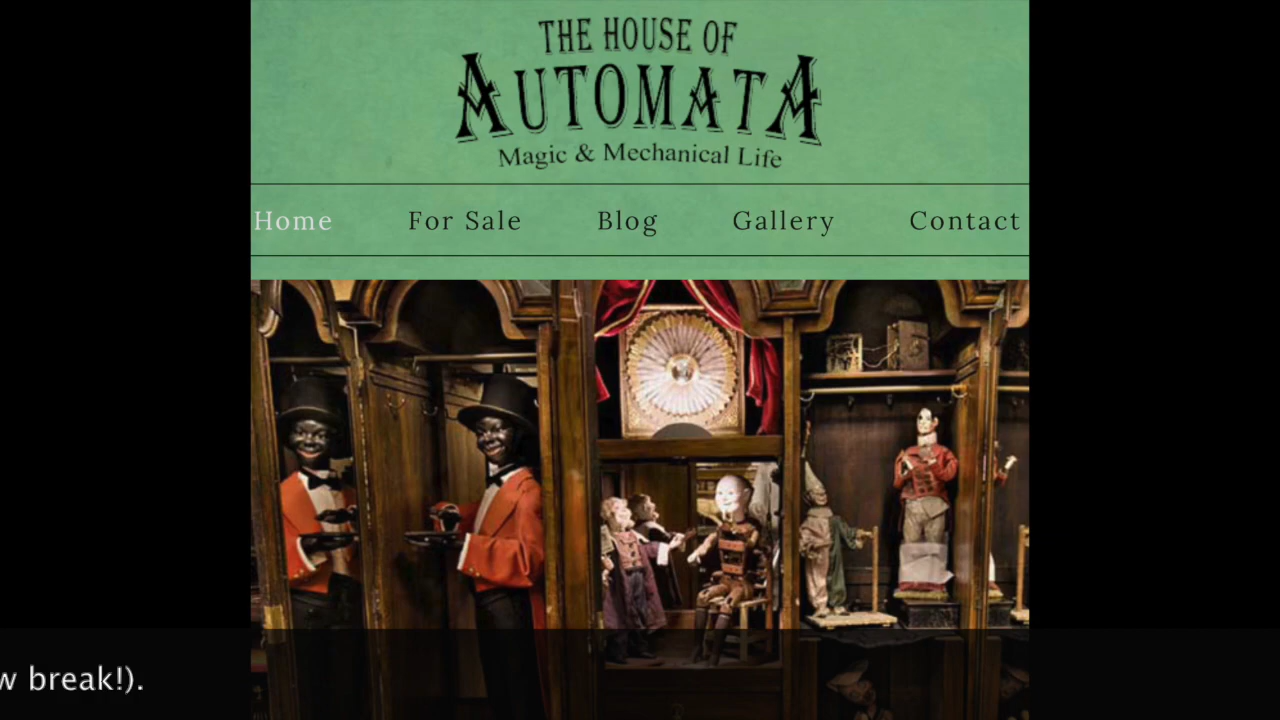 THE HOUSE OF
AUTOMATA
Magic & Mechanical Life
Home For Sale Blog Gallery Contact
break!).